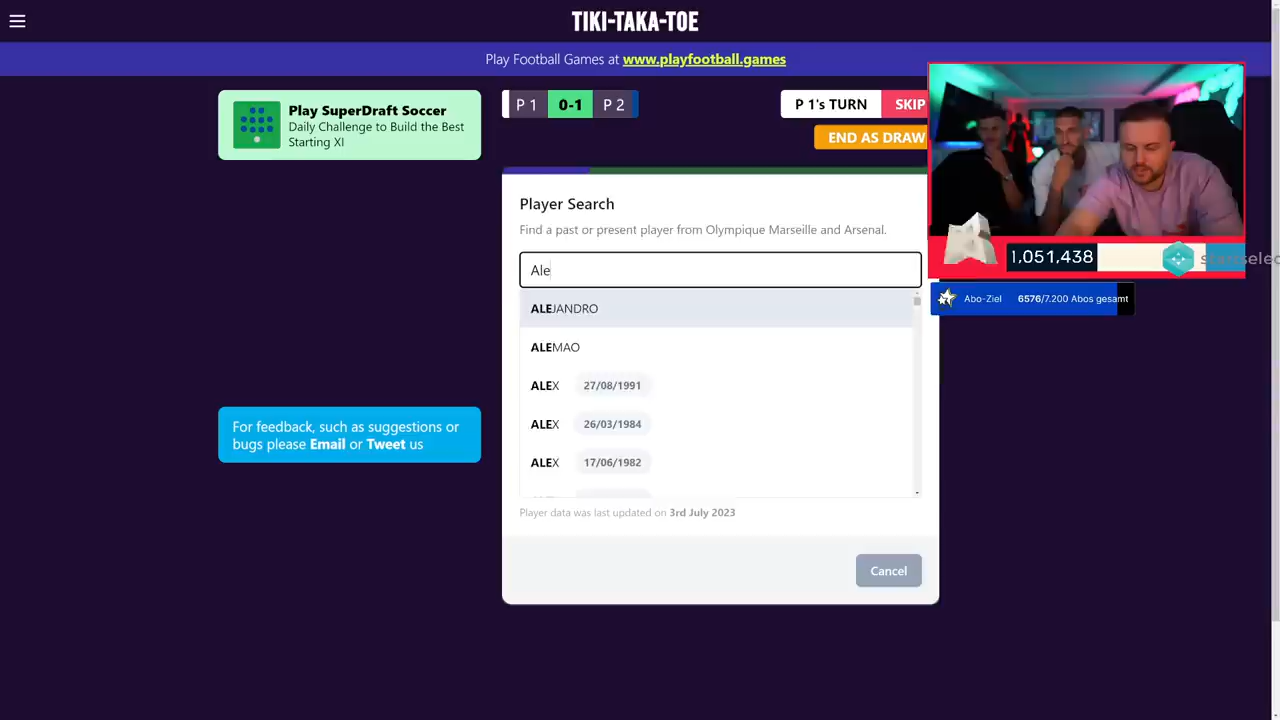 TIKI-TAKA-TOE
Play Football Games at www.playfootball.games
Play SuperDraft Soccer
Daily Challenge to Build the Best
Starting XI
P 1 0-1 P 2
P 1's TURN SKIP
END AS DRAW
Player Search
Find a past or present player from Olympique Marseille and Arsenal.
Ale
ALEJANDRO
ALEMAO
ALEX 27/08/1991
ALEX 26/03/1984
ALEX 17/06/1982
Player data was last updated on 3rd July 2023
Cancel
For feedback, such as suggestions or
bugs please Email or Tweet us
1,051,438
Abo-Ziel 6576/7.200 Abos gesamt